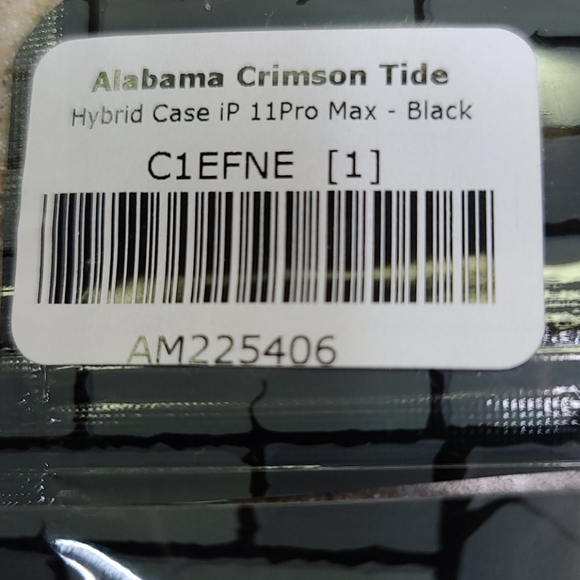 Alabama Crimson Tide
Hybrid Case iP 11Pro Max - Black
C1EFNE [1]
AM225406